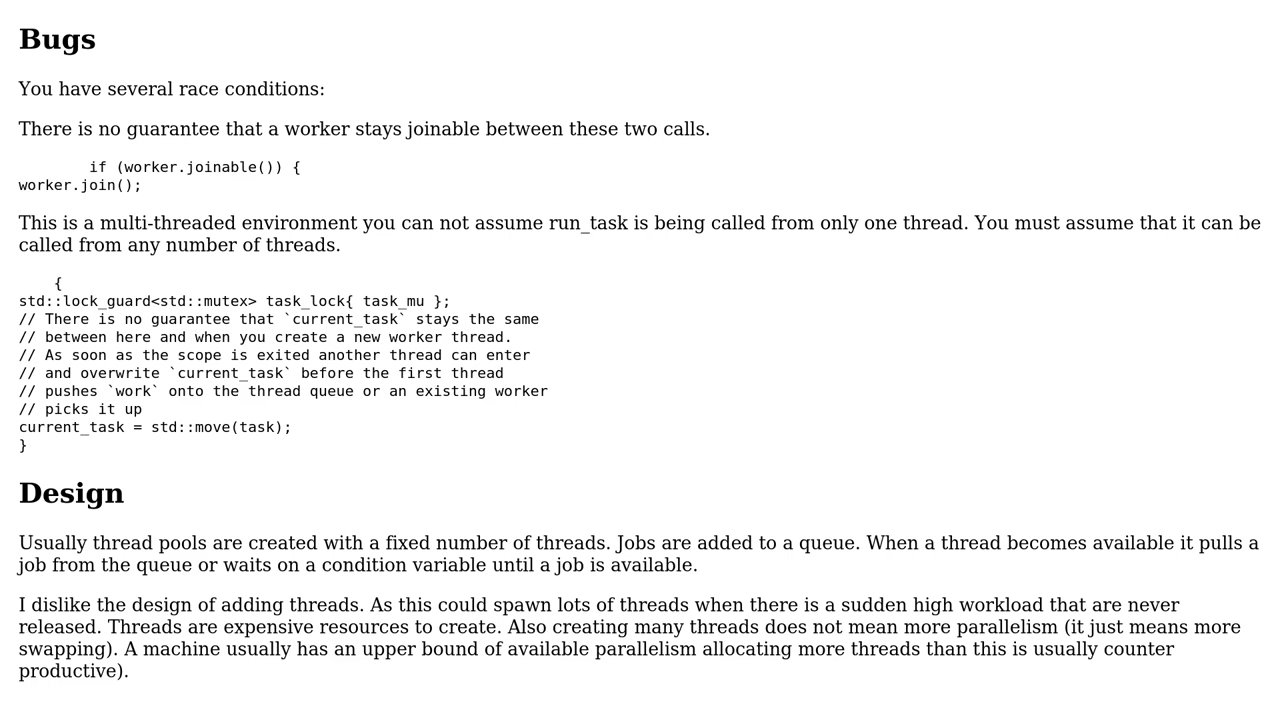 Bugs
You have several race conditions:
There is no guarantee that a worker stays joinable between these two calls.
if (worker.joinable()) {
worker.join();
This is a multi-threaded environment you can not assume run_task is being called from only one thread. You must assume that it can be
called from any number of threads.
{
std::lock_guard<std::mutex> task_lock{ task_mu };
// There is no guarantee that `current_task` stays the same
// between here and when you create a new worker thread.
// As soon as the scope is exited another thread can enter
// and overwrite `current_task` before the first thread
// pushes `work` onto the thread queue or an existing worker
// picks it up
current_task = std::move(task);
}
Design
Usually thread pools are created with a fixed number of threads. Jobs are added to a queue. When a thread becomes available it pulls a
job from the queue or waits on a condition variable until a job is available.
I dislike the design of adding threads. As this could spawn lots of threads when there is a sudden high workload that are never
released. Threads are expensive resources to create. Also creating many threads does not mean more parallelism (it just means more
swapping). A machine usually has an upper bound of available parallelism allocating more threads than this is usually counter
productive).